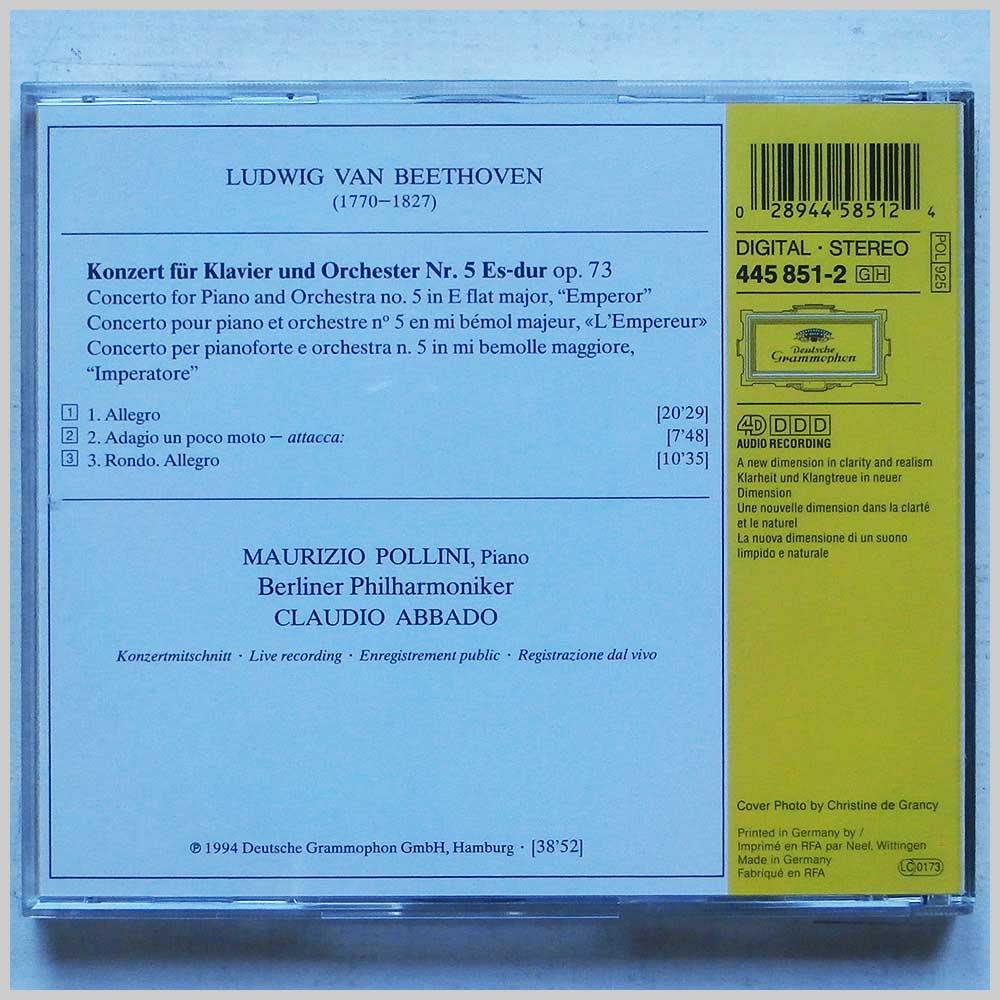 LUDWIG VAN BEETHOVEN
(1770–1827)
Konzert für Klavier und Orchester Nr. 5 Es-dur op. 73
Concerto for Piano and Orchestra no. 5 in E flat major, “Emperor”
Concerto pour piano et orchestre nº 5 en mi bémol majeur, «L’Empereur»
Concerto per pianoforte e orchestra n. 5 in mi bemolle maggiore,
“Imperatore”
1 1. Allegro [20’29]
2 2. Adagio un poco moto – attacca: [7’48]
3 3. Rondo. Allegro [10’35]
MAURIZIO POLLINI, Piano
Berliner Philharmoniker
CLAUDIO ABBADO
Konzertmitschnitt · Live recording · Enregistrement public · Registrazione dal vivo
℗ 1994 Deutsche Grammophon GmbH, Hamburg · [38’52]
0 28944 58512 4
DIGITAL · STEREO
445 851-2 GH
POL 925
Deutsche
Grammophon
4D DDD
AUDIO RECORDING
A new dimension in clarity and realism
Klarheit und Klangtreue in neuer
Dimension
Une nouvelle dimension dans la clarté
et le naturel
La nuova dimensione di un suono
limpido e naturale
Cover Photo by Christine de Grancy
Printed in Germany by /
Imprimé en RFA par Neef, Wittingen
Made in Germany
Fabriqué en RFA
LC 0173